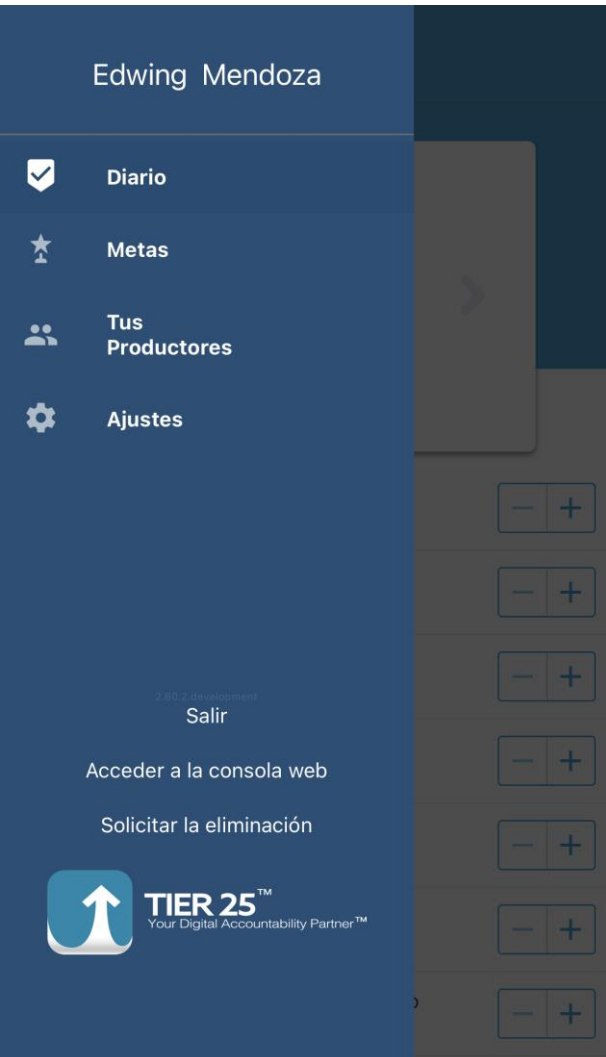 Edwing Mendoza
Diario
Metas
Tus
Productores
Ajustes
2.60.2 development
Salir
Acceder a la consola web
Solicitar la eliminación
TIER 25™
Your Digital Accountability Partner™